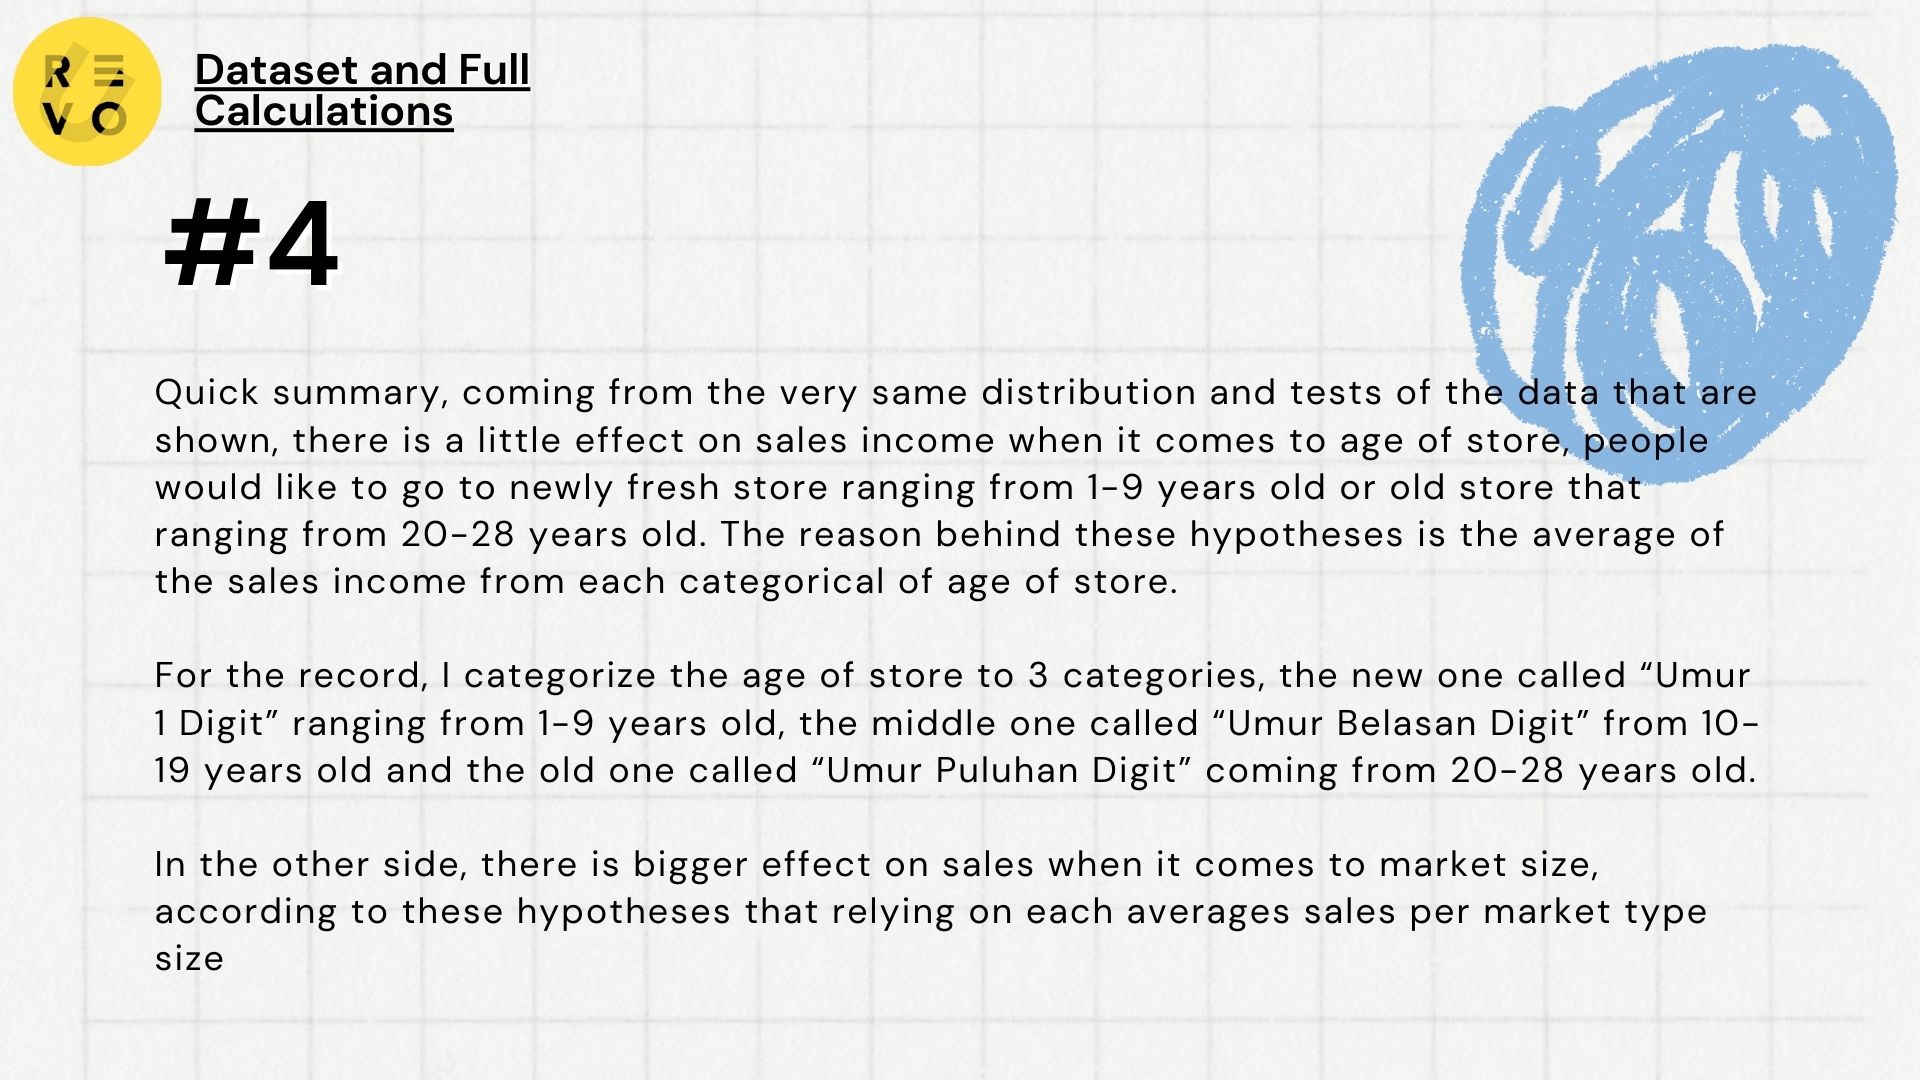 RE
VO
Dataset and Full
Calculations
#4
Quick summary, coming from the very same distribution and tests of the data that are
shown, there is a little effect on sales income when it comes to age of store, people
would like to go to newly fresh store ranging from 1-9 years old or old store that
ranging from 20-28 years old. The reason behind these hypotheses is the average of
the sales income from each categorical of age of store.
For the record, I categorize the age of store to 3 categories, the new one called “Umur
1 Digit” ranging from 1-9 years old, the middle one called “Umur Belasan Digit” from 10-
19 years old and the old one called “Umur Puluhan Digit” coming from 20-28 years old.
In the other side, there is bigger effect on sales when it comes to market size,
according to these hypotheses that relying on each averages sales per market type
size